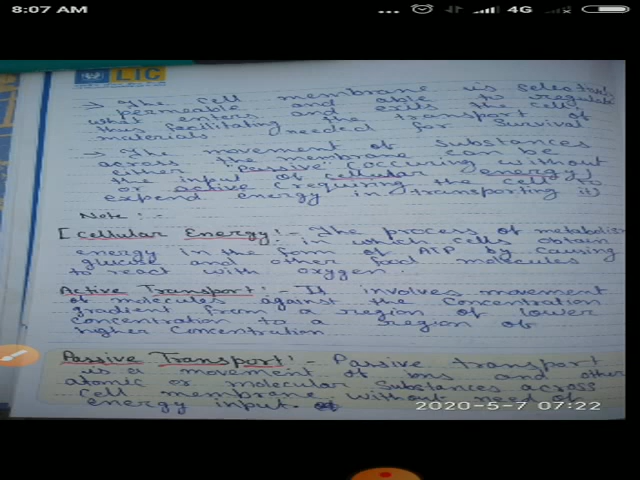 8:07 AM
4G
LIC
→ The cell membrane is selectively
permeable and able to regulate
what enters and exits the cell,
thus facilitating the transport of
materials needed for survival
→ The movement of substances
across the membrane can be
either passive (occuring without
the input of cellular energy)
or active (requiring the cell to
expend energy in transporting it)
Note :-
[Cellular Energy :- The process of metabolism
in which cells obtain
energy in the form of ATP by causing
glucose and other food molecules
to react with oxygen.
Active Transport :- It involves movement
of molecules against the concentration
gradient from a region of lower
concentration to a region of
higher concentration
Passive Transport :- Passive transport
is a movement of ions and other
atomic or molecular substances across
cell membrane without need of
energy input.
2020-5-7 07:22